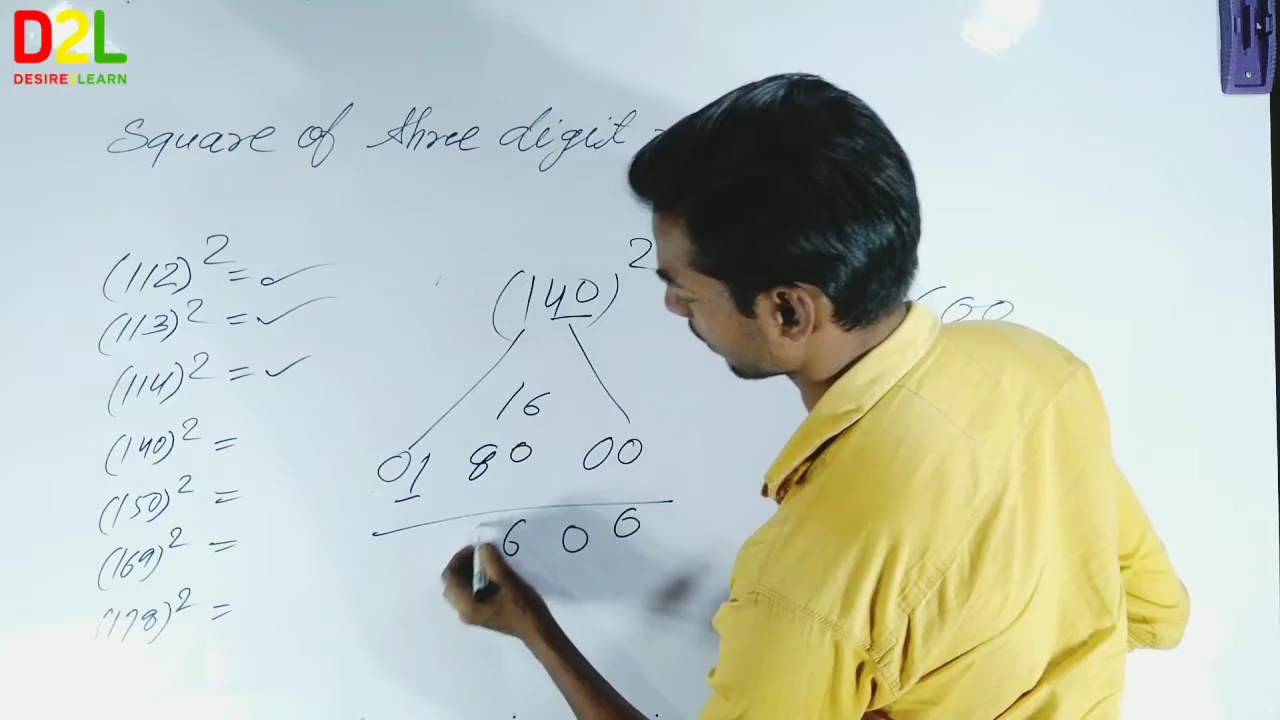 D2L
DESIRE2LEARN
Square of three digit
(112)² = ✓
(113)² = ✓
(114)² = ✓
(140)² =
(150)² =
(169)² =
(178)² =
(140)²
16
01 80 00
6 0 0